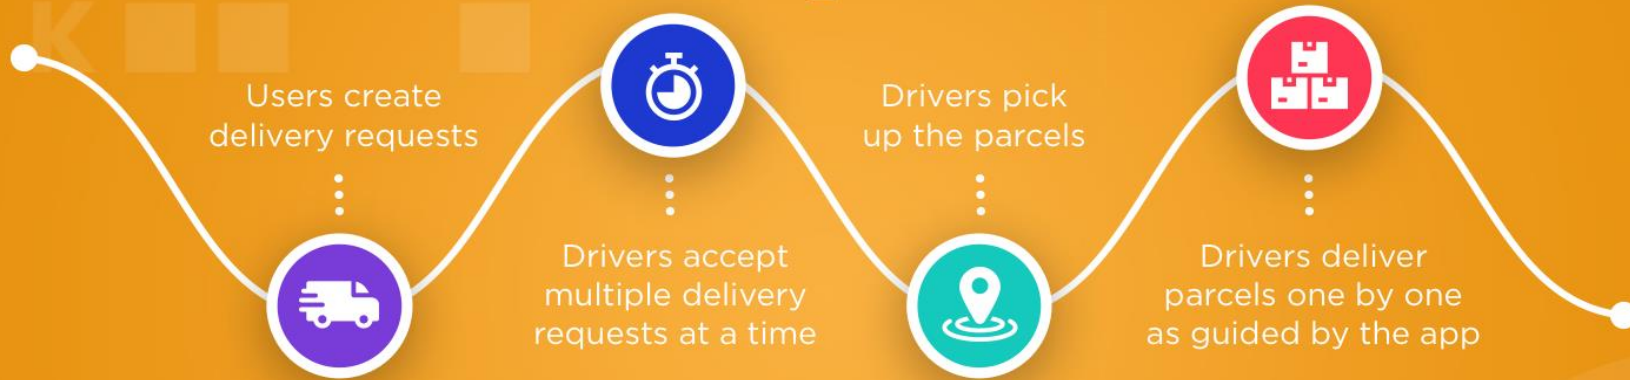 Users create
delivery requests
Drivers accept
multiple delivery
requests at a time
Drivers pick
up the parcels
Drivers deliver
parcels one by one
as guided by the app